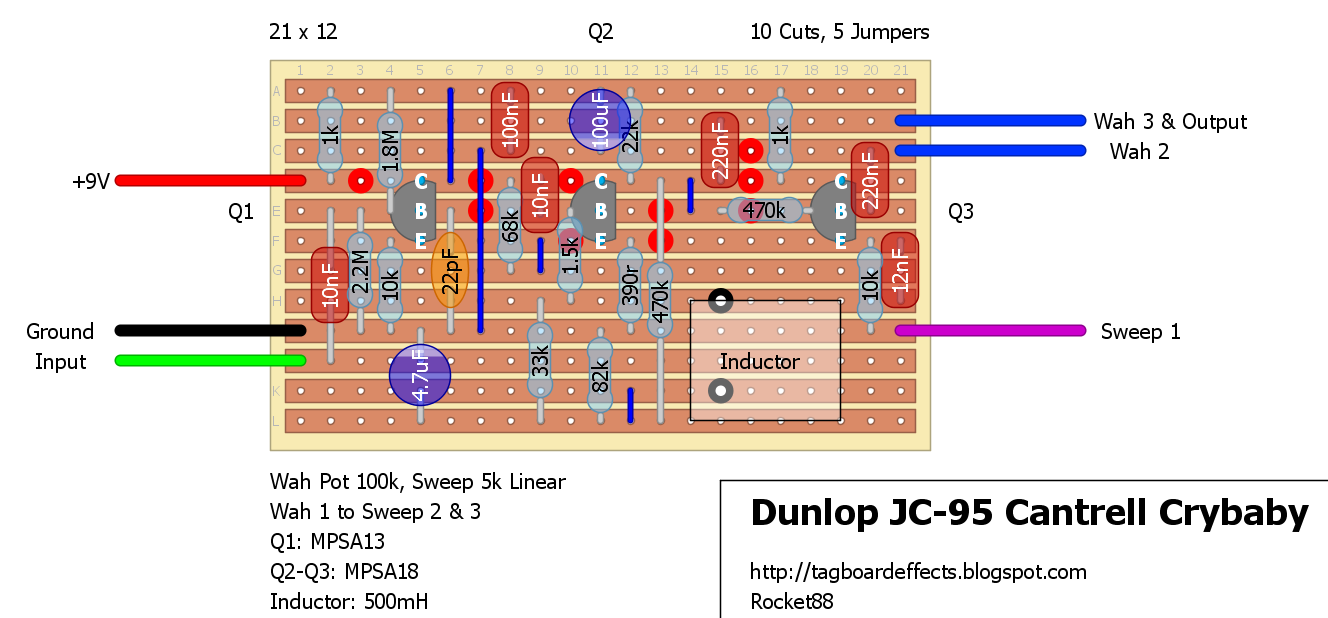 21 x 12
Q2
10 Cuts, 5 Jumpers
1 2 3 4 5 6 7 8 9 10 11 12 13 14 15 16 17 18 19 20 21
A
B
C
E
F
G
H
K
L
1k
1.8M
100nF
100uF
22k
220nF
1k
220nF
Wah 3 & Output
Wah 2
+9V
Q1
C
B
E
68k
10nF
C
B
E
470k
C
B
E
Q3
10nF
2.2M
10k
22pF
1.5k
390r
470k
10k
12nF
Ground
Input
4.7uF
33k
82k
Inductor
Sweep 1
Wah Pot 100k, Sweep 5k Linear
Wah 1 to Sweep 2 & 3
Q1: MPSA13
Q2-Q3: MPSA18
Inductor: 500mH
Dunlop JC-95 Cantrell Crybaby
http://tagboardeffects.blogspot.com
Rocket88